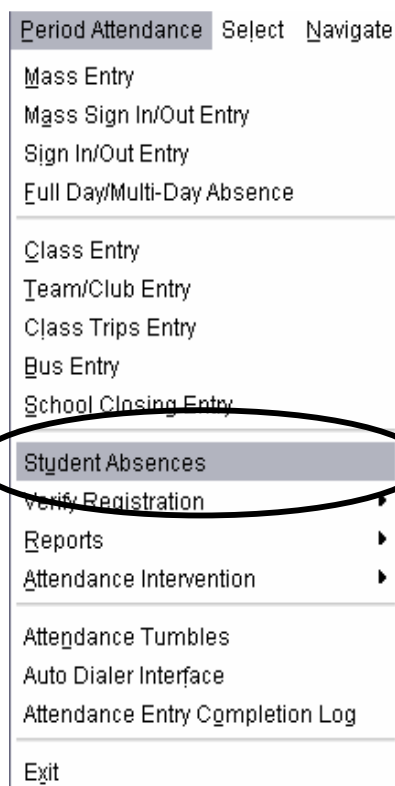 Period Attendance Select Navigate
Mass Entry
Mass Sign In/Out Entry
Sign In/Out Entry
Full Day/Multi-Day Absence
Class Entry
Team/Club Entry
Class Trips Entry
Bus Entry
School Closing Entry
Student Absences
Verify Registration
Reports
Attendance Intervention
Attendance Tumbles
Auto Dialer Interface
Attendance Entry Completion Log
Exit